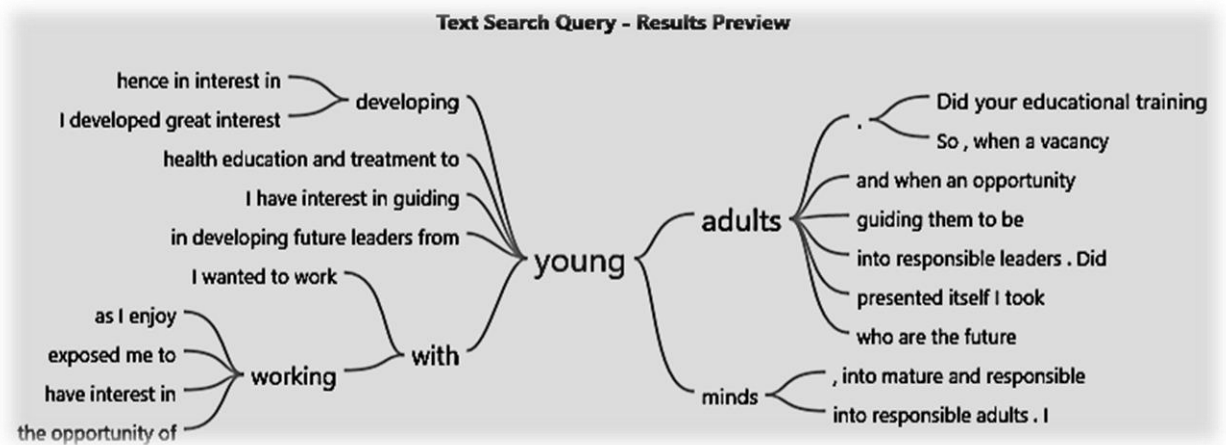 Text Search Query - Results Preview
hence in interest in
I developed great interest
developing
health education and treatment to
I have interest in guiding
in developing future leaders from
I wanted to work
as I enjoy
exposed me to
have interest in
the opportunity of
working
with
young
adults
.
Did your educational training
So , when a vacancy
and when an opportunity
guiding them to be
into responsible leaders . Did
presented itself I took
who are the future
minds
, into mature and responsible
into responsible adults . I